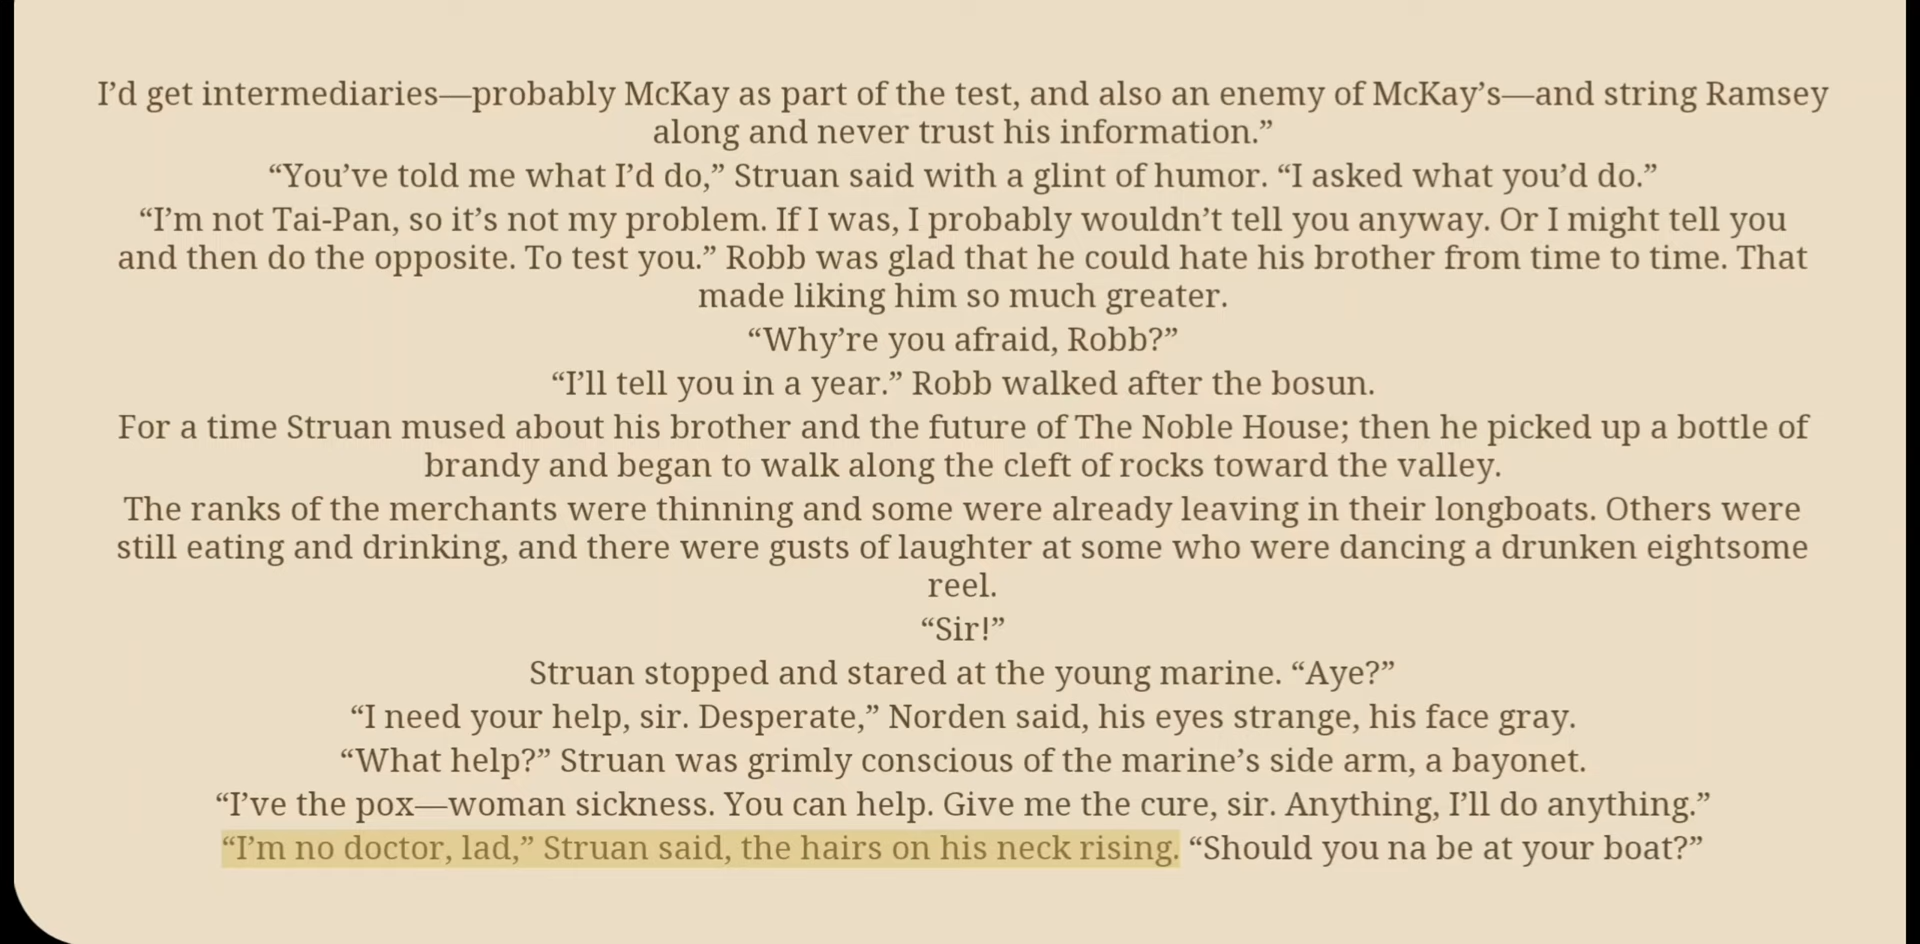 I’d get intermediaries—probably McKay as part of the test, and also an enemy of McKay’s—and string Ramsey
along and never trust his information.”
“You’ve told me what I’d do,” Struan said with a glint of humor. “I asked what you’d do.”
“I’m not Tai-Pan, so it’s not my problem. If I was, I probably wouldn’t tell you anyway. Or I might tell you
and then do the opposite. To test you.” Robb was glad that he could hate his brother from time to time. That
made liking him so much greater.
“Why’re you afraid, Robb?”
“I’ll tell you in a year.” Robb walked after the bosun.
For a time Struan mused about his brother and the future of The Noble House; then he picked up a bottle of
brandy and began to walk along the cleft of rocks toward the valley.
The ranks of the merchants were thinning and some were already leaving in their longboats. Others were
still eating and drinking, and there were gusts of laughter at some who were dancing a drunken eightsome
reel.
“Sir!”
Struan stopped and stared at the young marine. “Aye?”
“I need your help, sir. Desperate,” Norden said, his eyes strange, his face gray.
“What help?” Struan was grimly conscious of the marine’s side arm, a bayonet.
“I’ve the pox—woman sickness. You can help. Give me the cure, sir. Anything, I’ll do anything.”
“I’m no doctor, lad,” Struan said, the hairs on his neck rising. “Should you na be at your boat?”